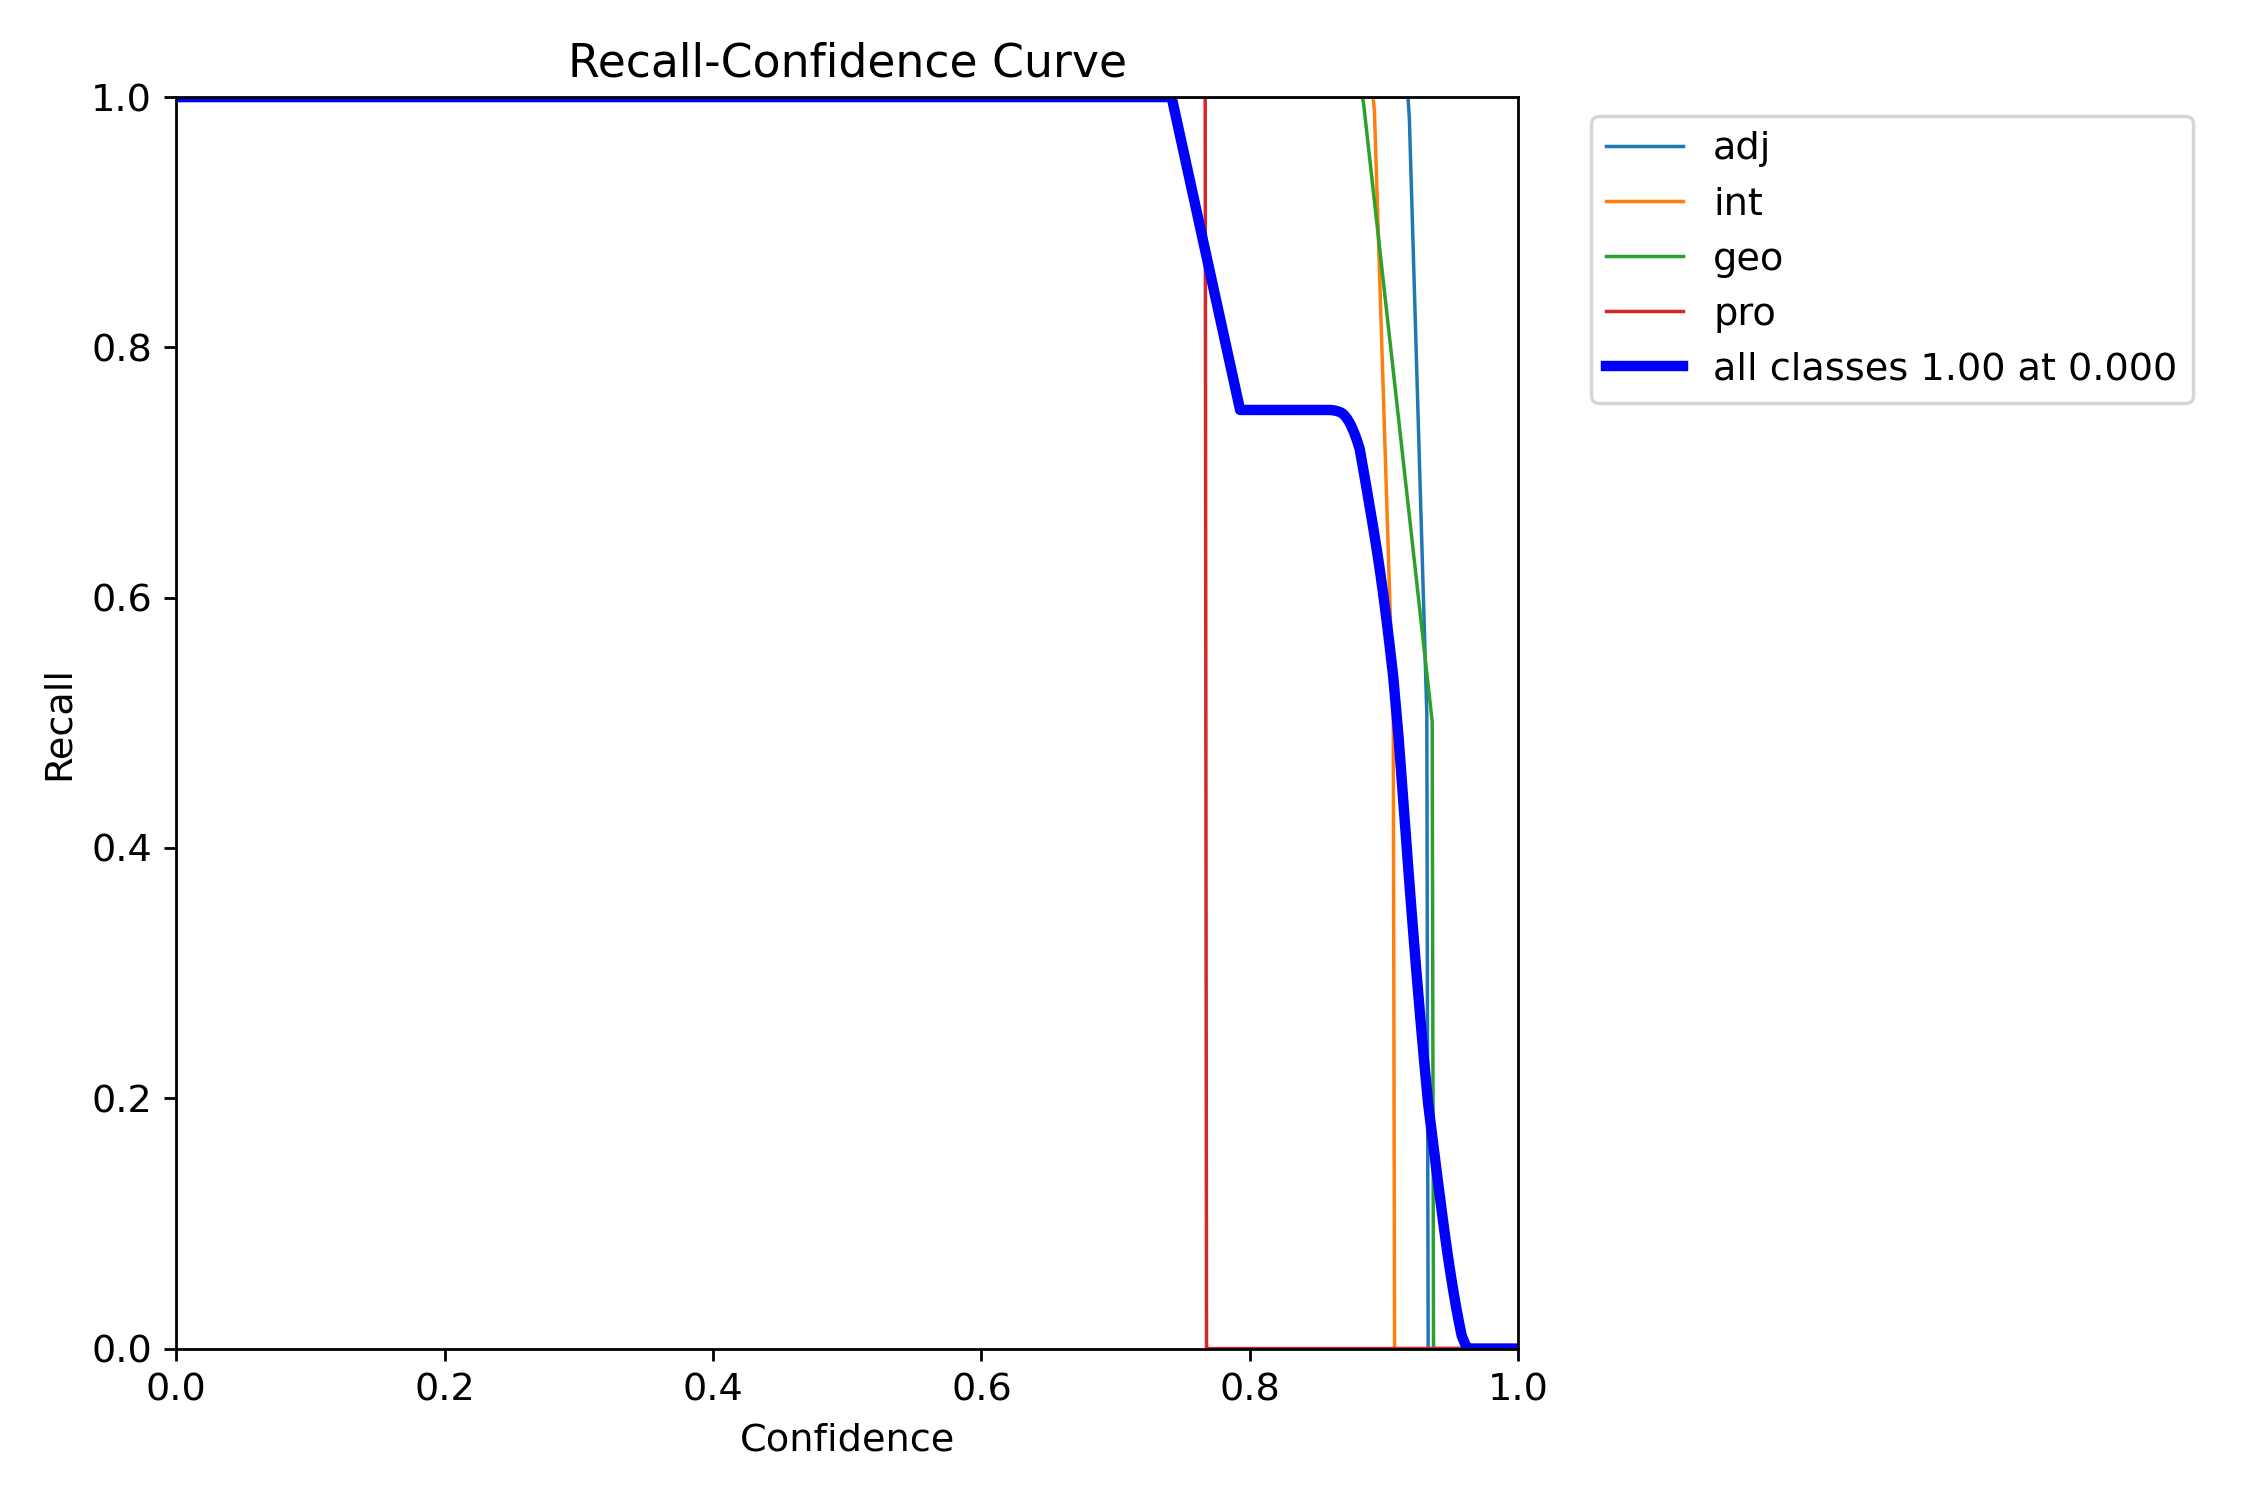 Recall-Confidence Curve
1.0
0.8
0.6
0.4
0.2
0.0
Recall
0.0 0.2 0.4 0.6 0.8 1.0
Confidence
adj
int
geo
pro
all classes 1.00 at 0.000